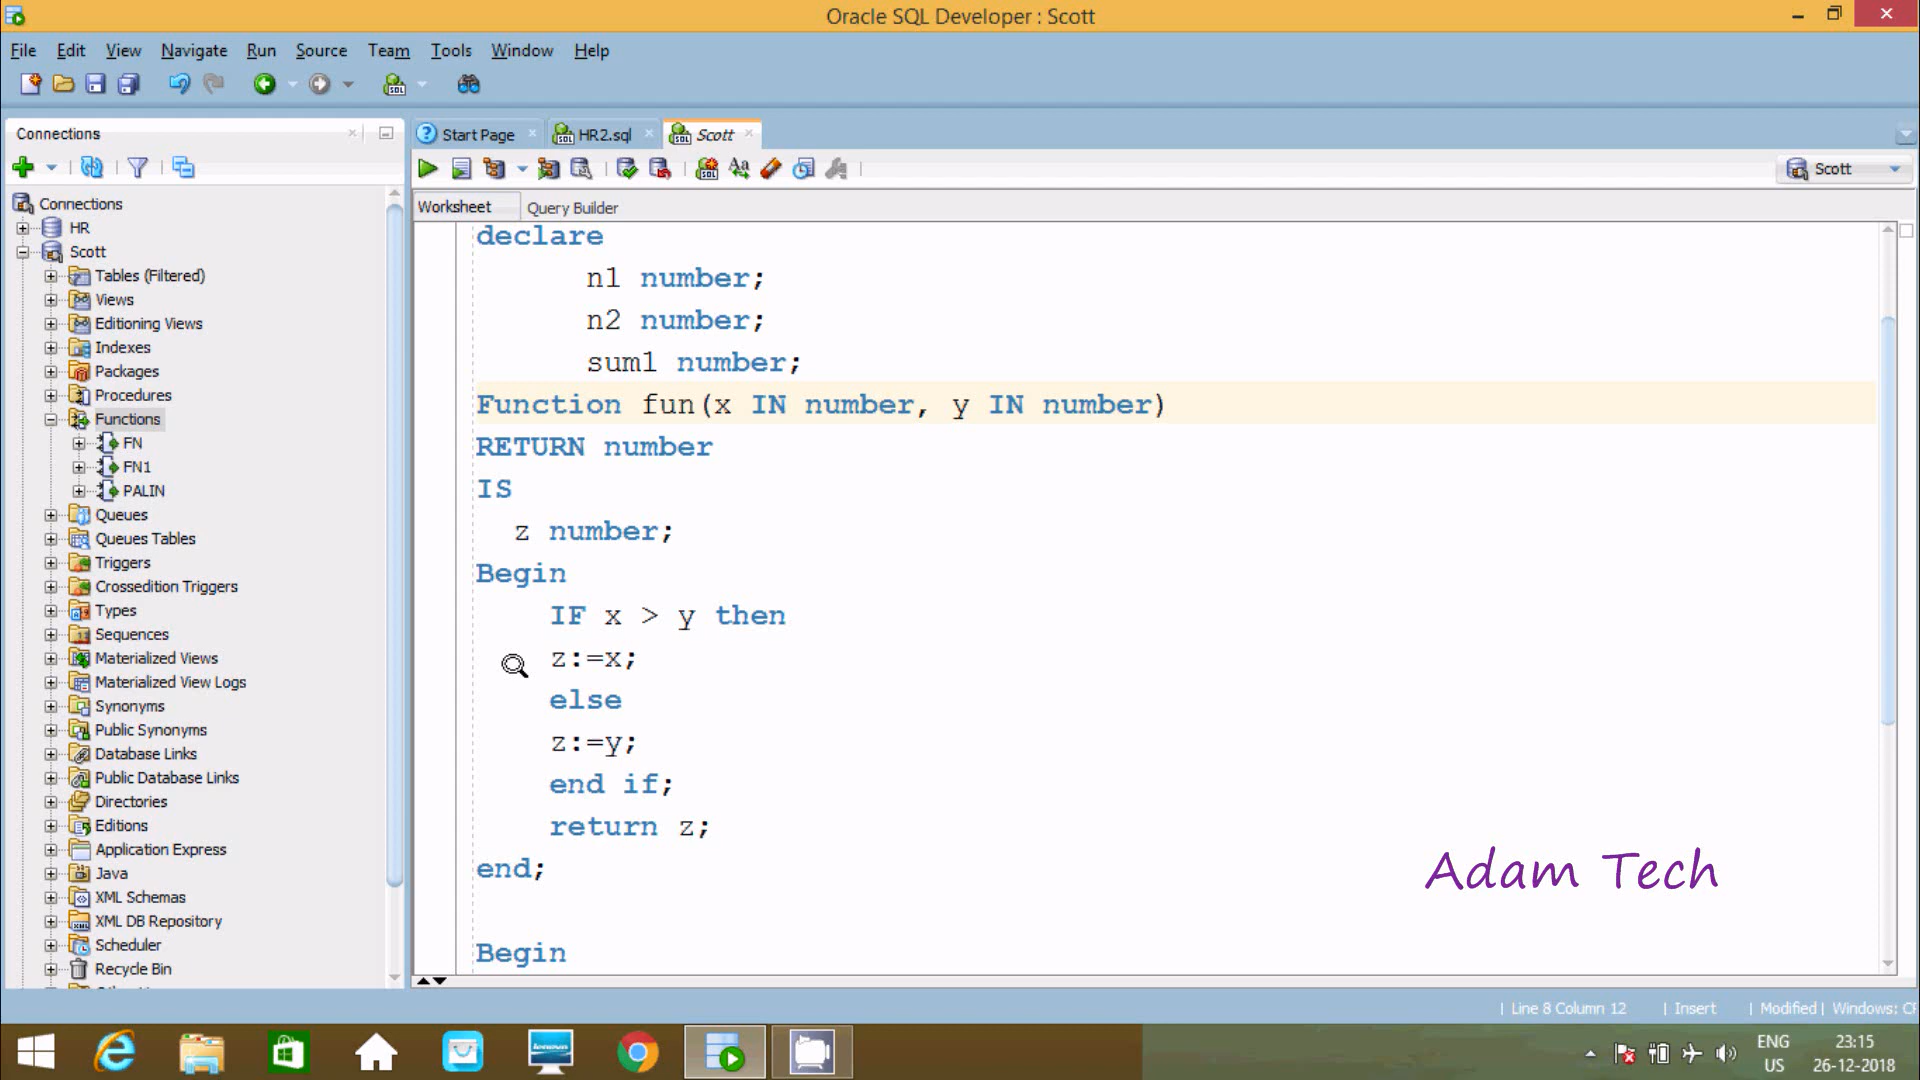 Oracle SQL Developer : Scott
File Edit View Navigate Run Source Team Tools Window Help
Connections
Start Page
HR2.sql
Scott
Scott
Worksheet
Query Builder
Connections
HR
Scott
Tables (Filtered)
Views
Editioning Views
Indexes
Packages
Procedures
Functions
FN
FN1
PALIN
Queues
Queues Tables
Triggers
Crossedition Triggers
Types
Sequences
Materialized Views
Materialized View Logs
Synonyms
Public Synonyms
Database Links
Public Database Links
Directories
Editions
Application Express
Java
XML Schemas
XML DB Repository
Scheduler
Recycle Bin
declare
n1 number;
n2 number;
sum1 number;
Function fun(x IN number, y IN number)
RETURN number
IS
z number;
Begin
IF x > y then
z:=x;
else
z:=y;
end if;
return z;
end;
Begin
Adam Tech
Line 8 Column 12 | Insert | Modified | Windows: CR
ENG
US
23:15
26-12-2018